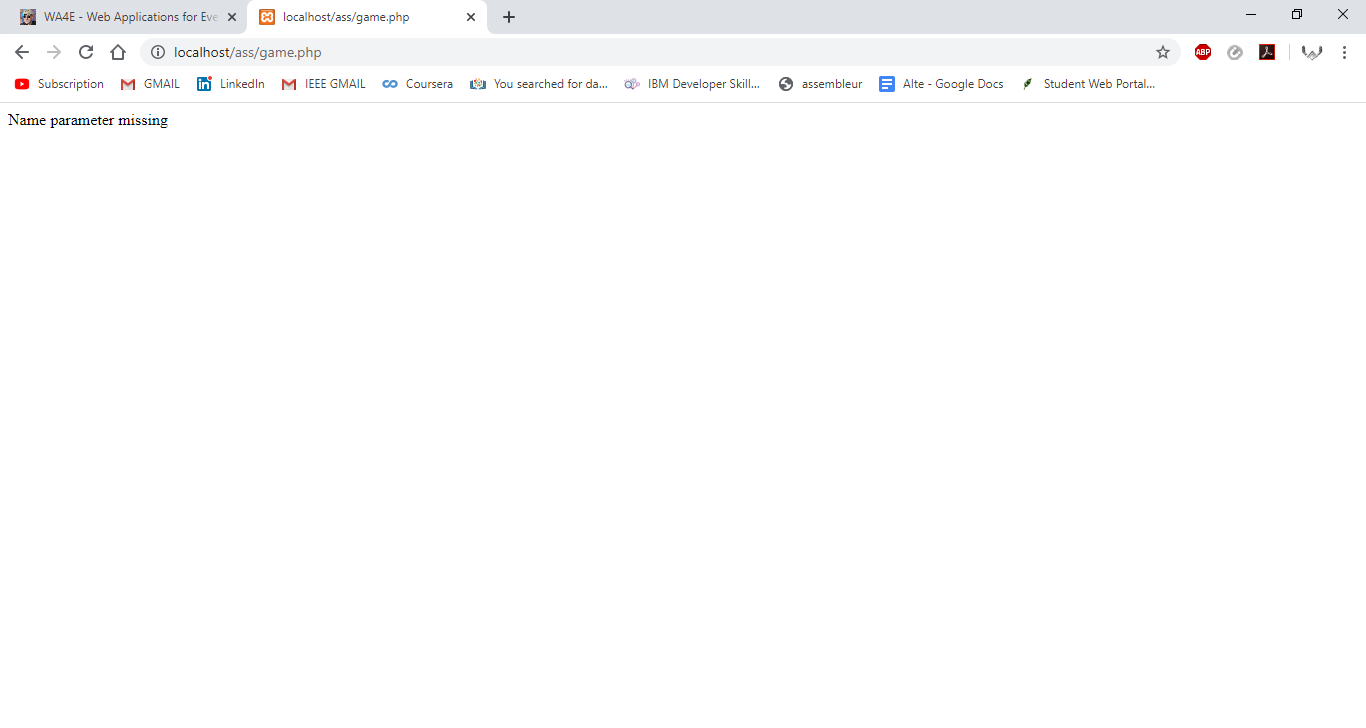 WA4E - Web Applications for Eve
localhost/ass/game.php
localhost/ass/game.php
ABP
Subscription GMAIL LinkedIn IEEE GMAIL Coursera You searched for da... IBM Developer Skill... assembleur Alte - Google Docs Student Web Portal...
Name parameter missing